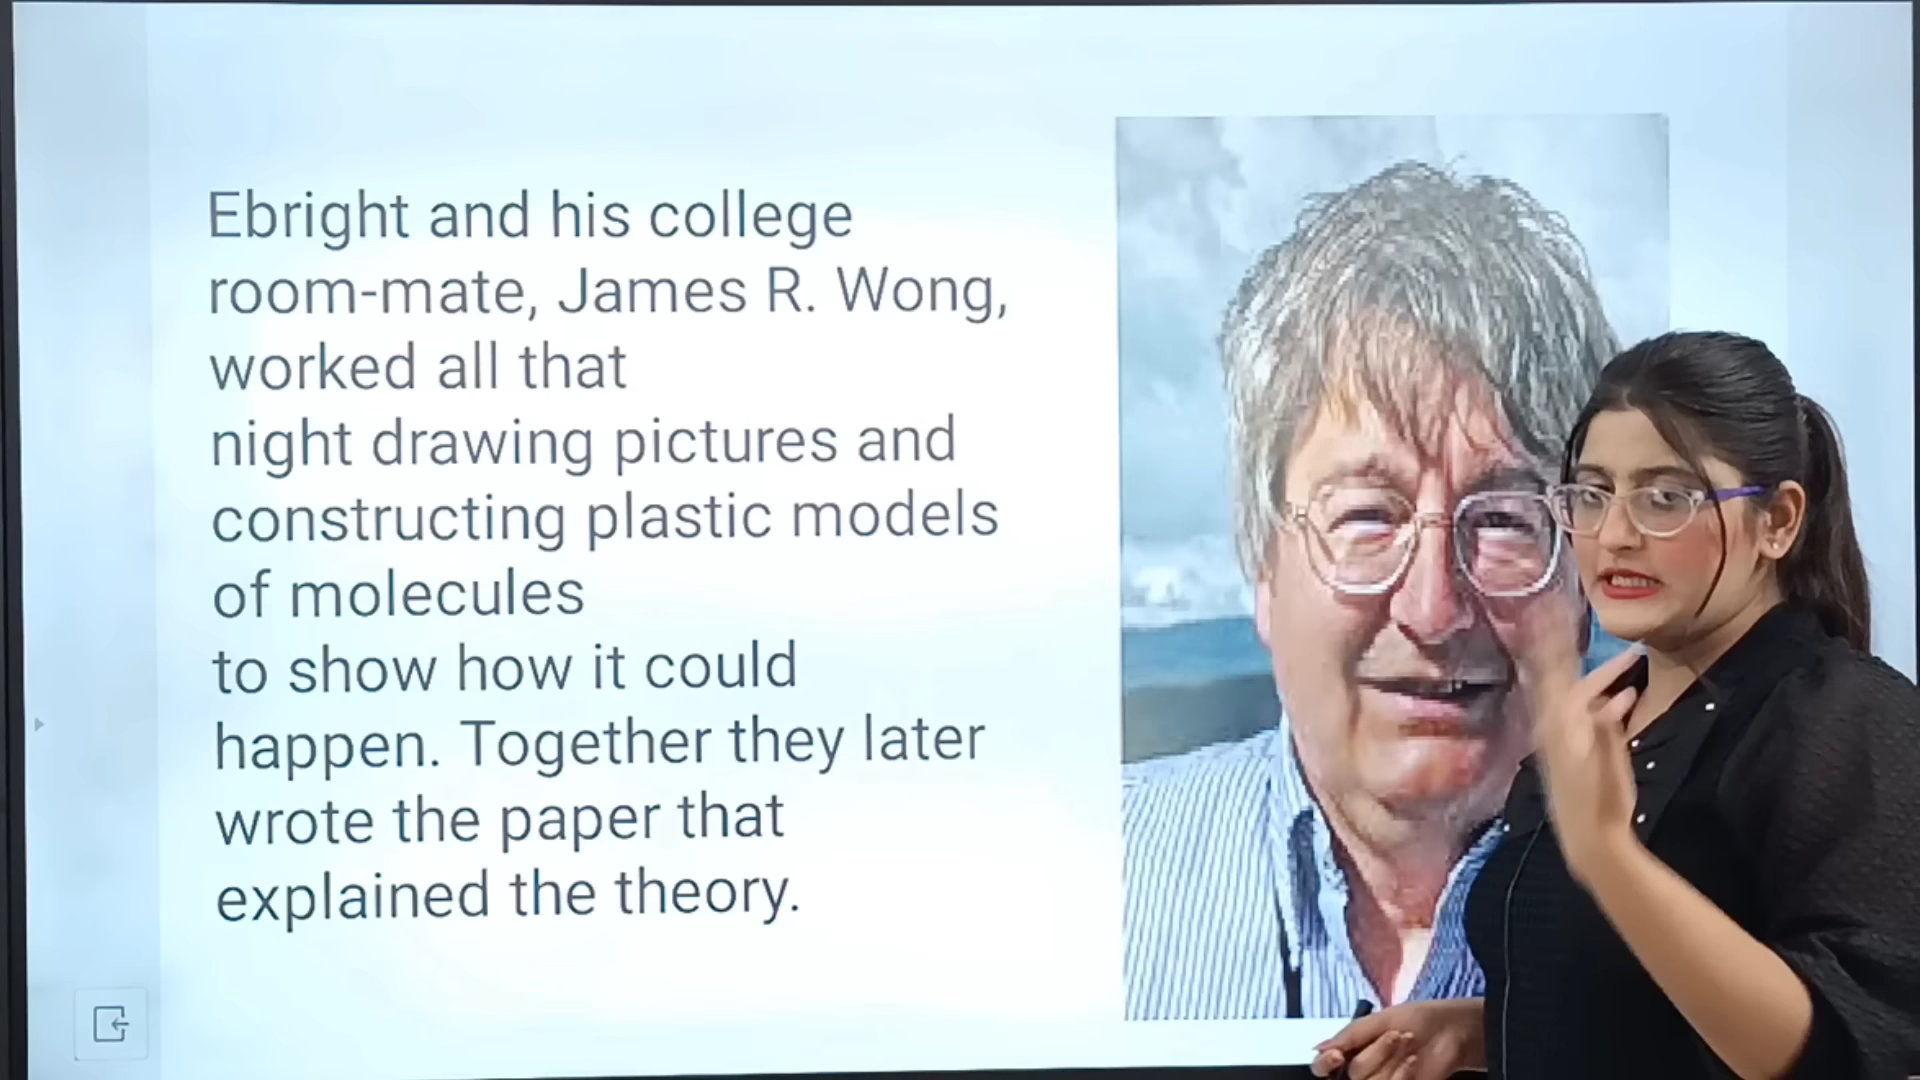 Ebright and his college
room-mate, James R. Wong,
worked all that
night drawing pictures and
constructing plastic models
of molecules
to show how it could
happen. Together they later
wrote the paper that
explained the theory.